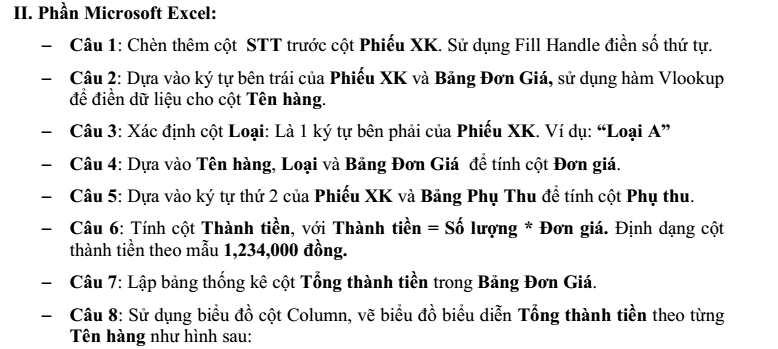 II. Phần Microsoft Excel:
– Câu 1: Chèn thêm cột STT trước cột Phiếu XK. Sử dụng Fill Handle điền số thứ tự.
– Câu 2: Dựa vào ký tự bên trái của Phiếu XK và Bảng Đơn Giá, sử dụng hàm Vlookup
để điền dữ liệu cho cột Tên hàng.
– Câu 3: Xác định cột Loại: Là 1 ký tự bên phải của Phiếu XK. Ví dụ: “Loại A”
– Câu 4: Dựa vào Tên hàng, Loại và Bảng Đơn Giá để tính cột Đơn giá.
– Câu 5: Dựa vào ký tự thứ 2 của Phiếu XK và Bảng Phụ Thu để tính cột Phụ thu.
– Câu 6: Tính cột Thành tiền, với Thành tiền = Số lượng * Đơn giá. Định dạng cột
thành tiền theo mẫu 1,234,000 đồng.
– Câu 7: Lập bảng thống kê cột Tổng thành tiền trong Bảng Đơn Giá.
– Câu 8: Sử dụng biểu đồ cột Column, vẽ biểu đồ biểu diễn Tổng thành tiền theo từng
Tên hàng như hình sau: